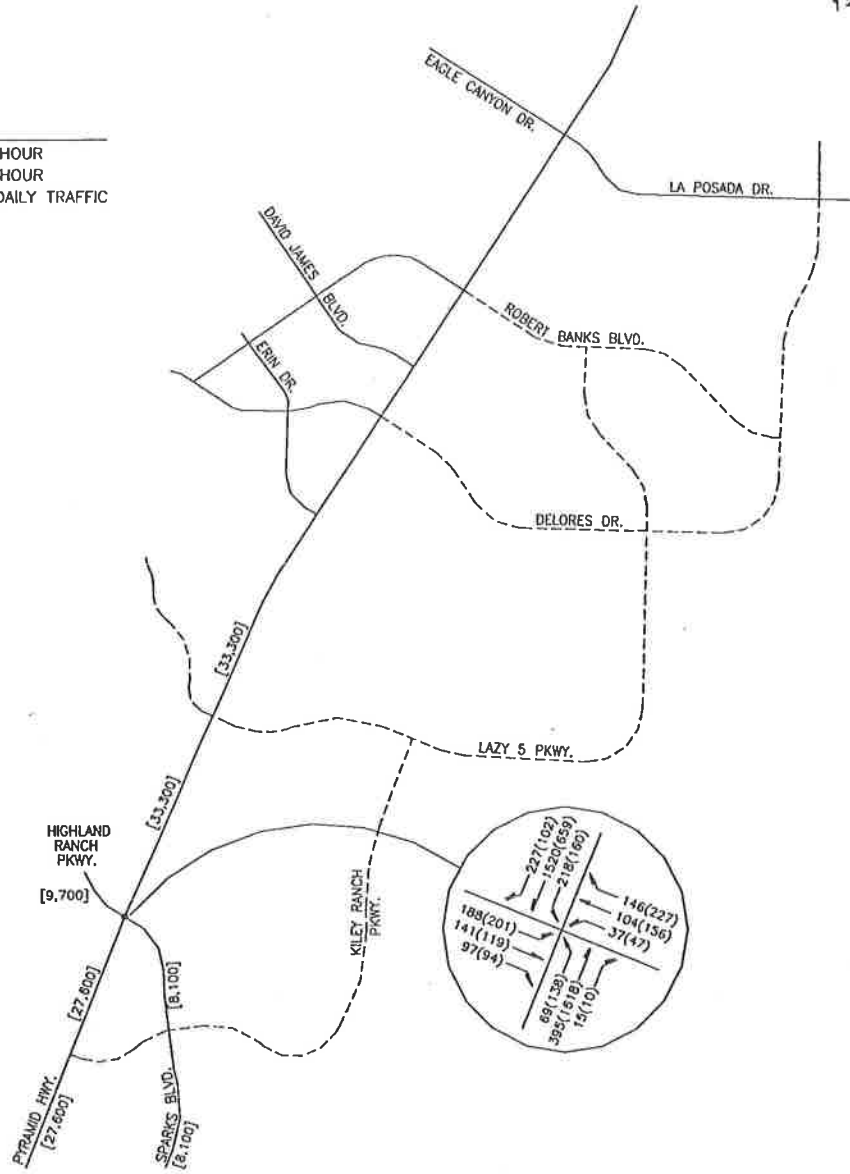 HOUR
HOUR
DAILY TRAFFIC
EAGLE CANYON DR.
LA POSADA DR.
DAVID JAMES BLVD.
ERIN DR.
ROBERT BANKS BLVD.
DELORES DR.
[33,300]
LAZY 5 PKWY.
[33,300]
HIGHLAND
RANCH
PKWY.
[9,700]
KILEY RANCH
PKWY.
227(102)
1520(659)
218(160)
146(227)
104(156)
37(47)
188(201)
141(119)
97(94)
69(138)
395(1618)
15(10)
[27,600]
[8,100]
PYRAMID HWY.
[27,600]
SPARKS BLVD.
[8,100]